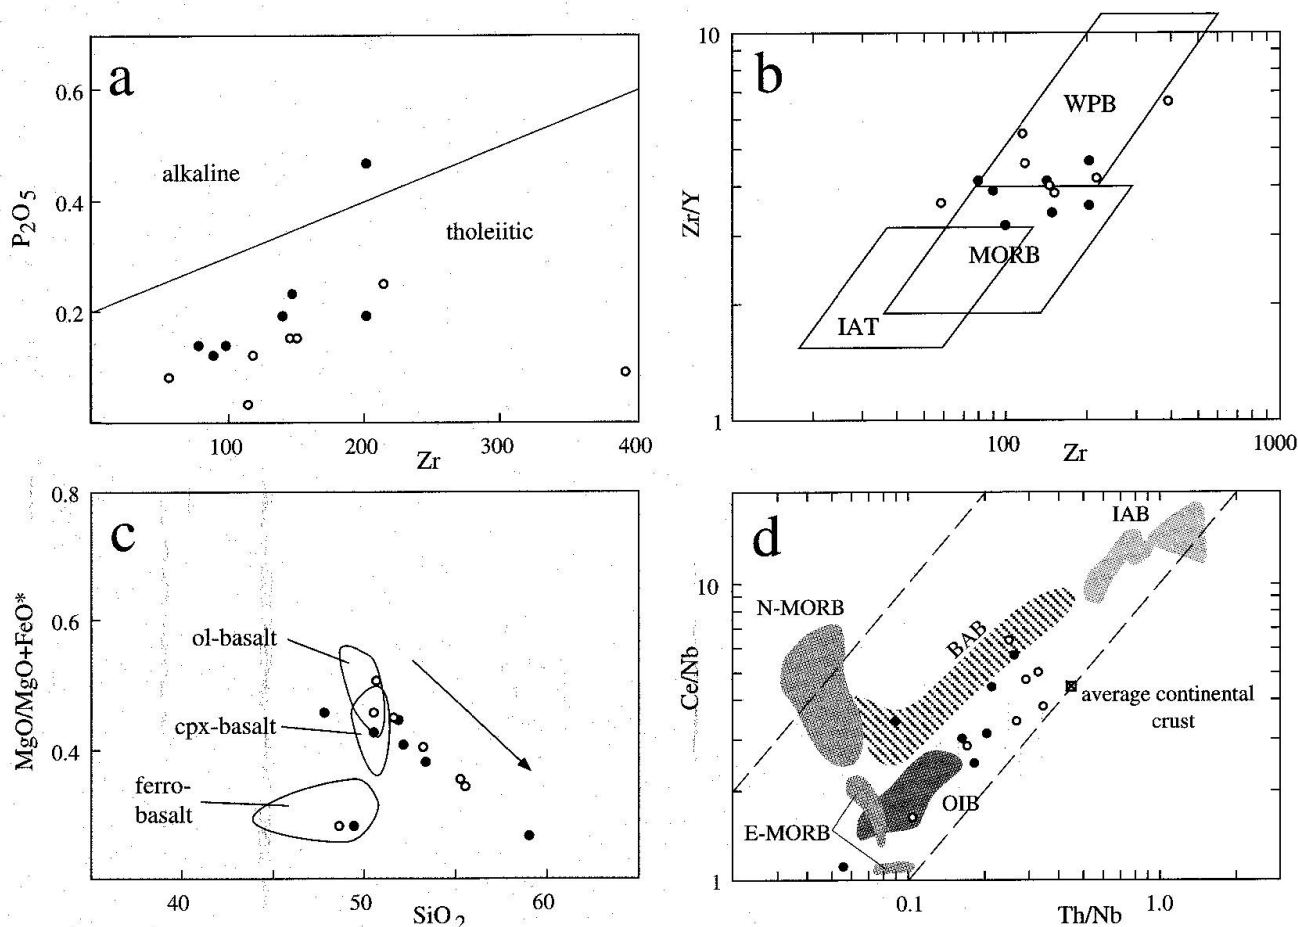 a
0.6
alkaline
P2O5
0.4
tholeiitic
0.2
100
200
300
400
Zr
b
10
WPB
Zr/Y
MORB
IAT
1
100
1000
Zr
0.8
c
MgO/MgO+FeO*
0.6
ol-basalt
cpx-basalt
0.4
ferro-
basalt
40
50
60
SiO2
d
IAB
10
N-MORB
BAB
Ce/Nb
average continental
crust
OIB
E-MORB
1
0.1
1.0
Th/Nb